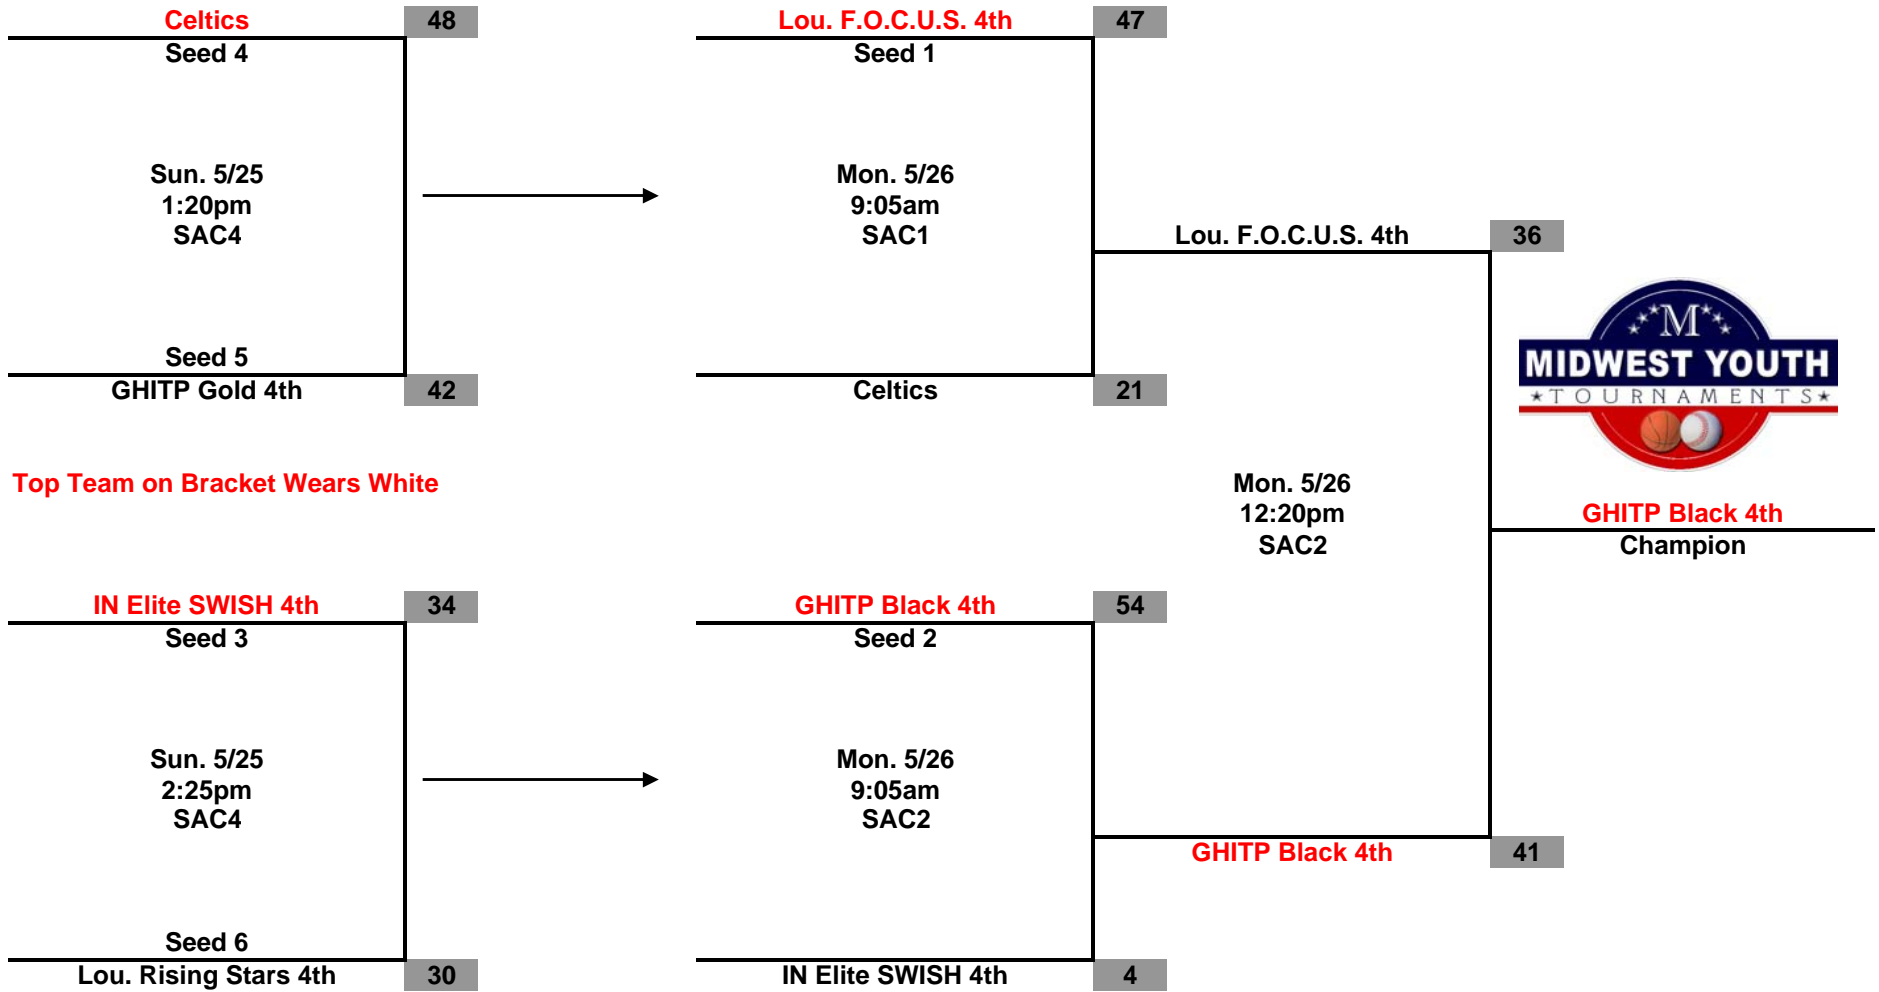 Celtics 48
Seed 4
Sun. 5/25
1:20pm
SAC4
Seed 5
GHITP Gold 4th 42
Lou. F.O.C.U.S. 4th 47
Seed 1
Mon. 5/26
9:05am
SAC1
Celtics 21
Top Team on Bracket Wears White
IN Elite SWISH 4th 34
Seed 3
Sun. 5/25
2:25pm
SAC4
Seed 6
Lou. Rising Stars 4th 30
GHITP Black 4th 54
Seed 2
Mon. 5/26
9:05am
SAC2
IN Elite SWISH 4th 4
Lou. F.O.C.U.S. 4th 36
Mon. 5/26
12:20pm
SAC2
GHITP Black 4th 41
M
MIDWEST YOUTH
TOURNAMENTS
GHITP Black 4th
Champion